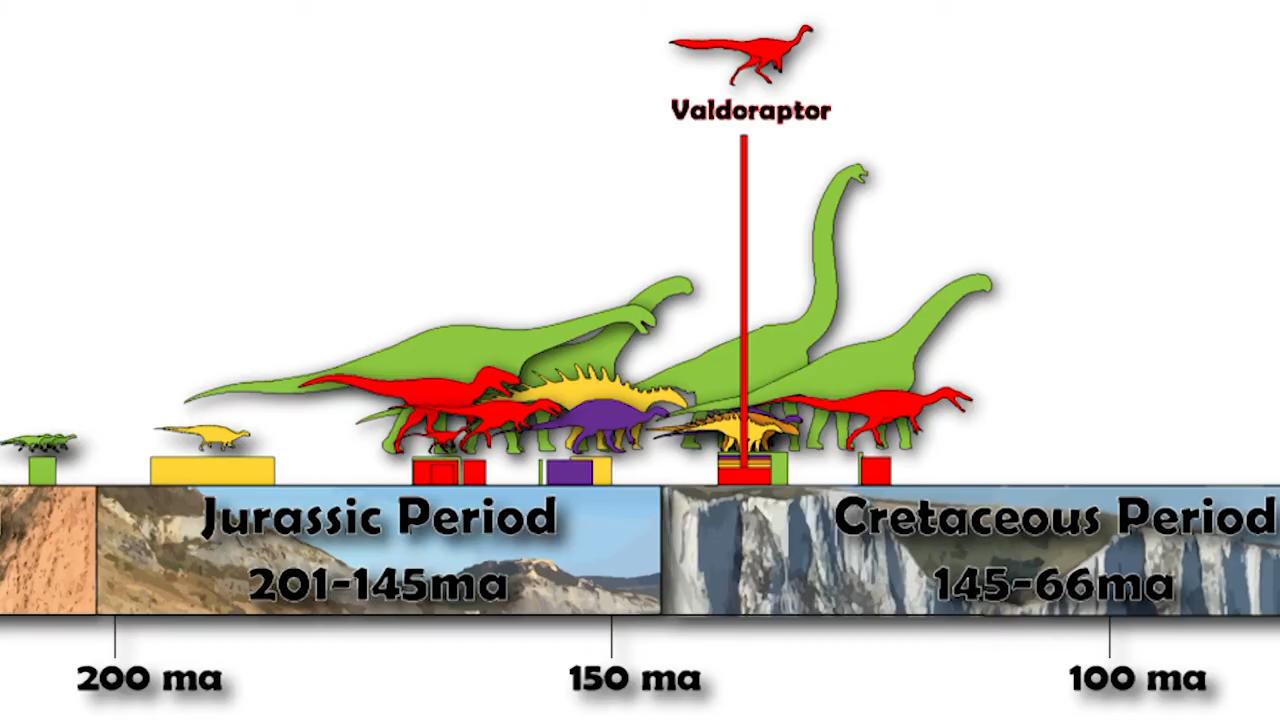 Valdoraptor
Jurassic Period
201-145ma
Cretaceous Period
145-66ma
200 ma
150 ma
100 ma